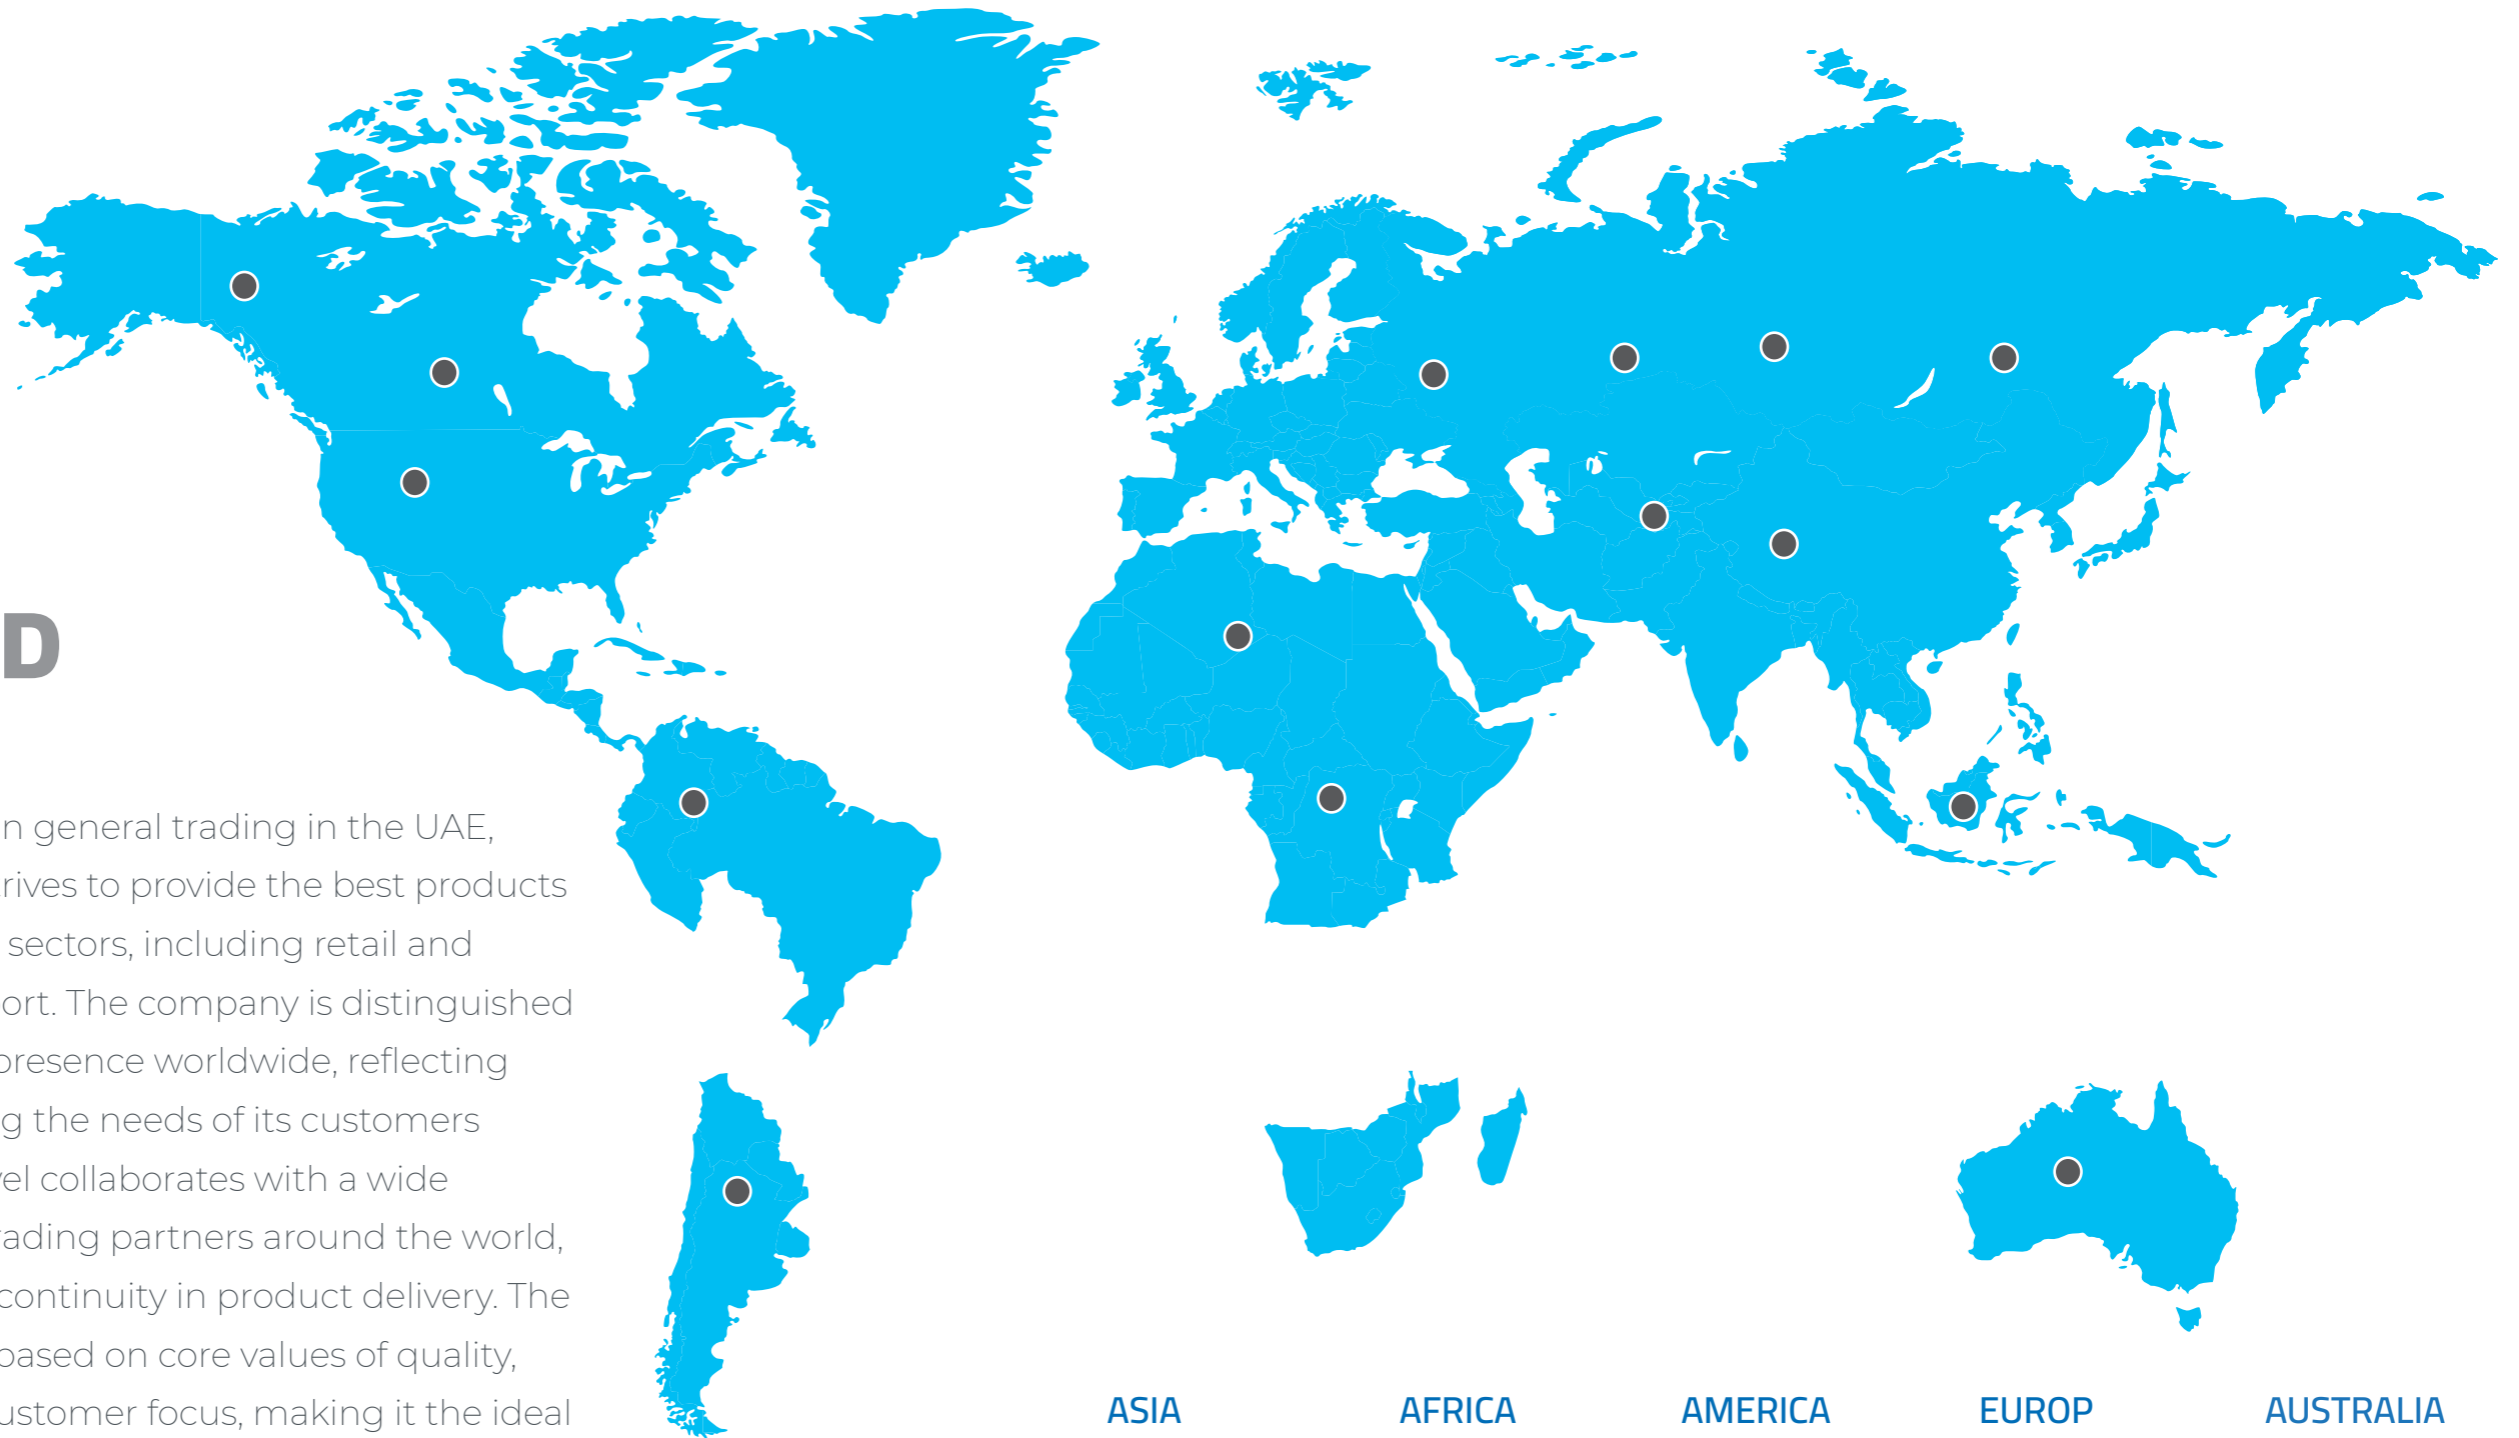 D
n general trading in the UAE,
rives to provide the best products
sectors, including retail and
ort. The company is distinguished
presence worldwide, reflecting
g the needs of its customers
vel collaborates with a wide
rading partners around the world,
continuity in product delivery. The
based on core values of quality,
ustomer focus, making it the ideal
ASIA AFRICA AMERICA EUROP AUSTRALIA